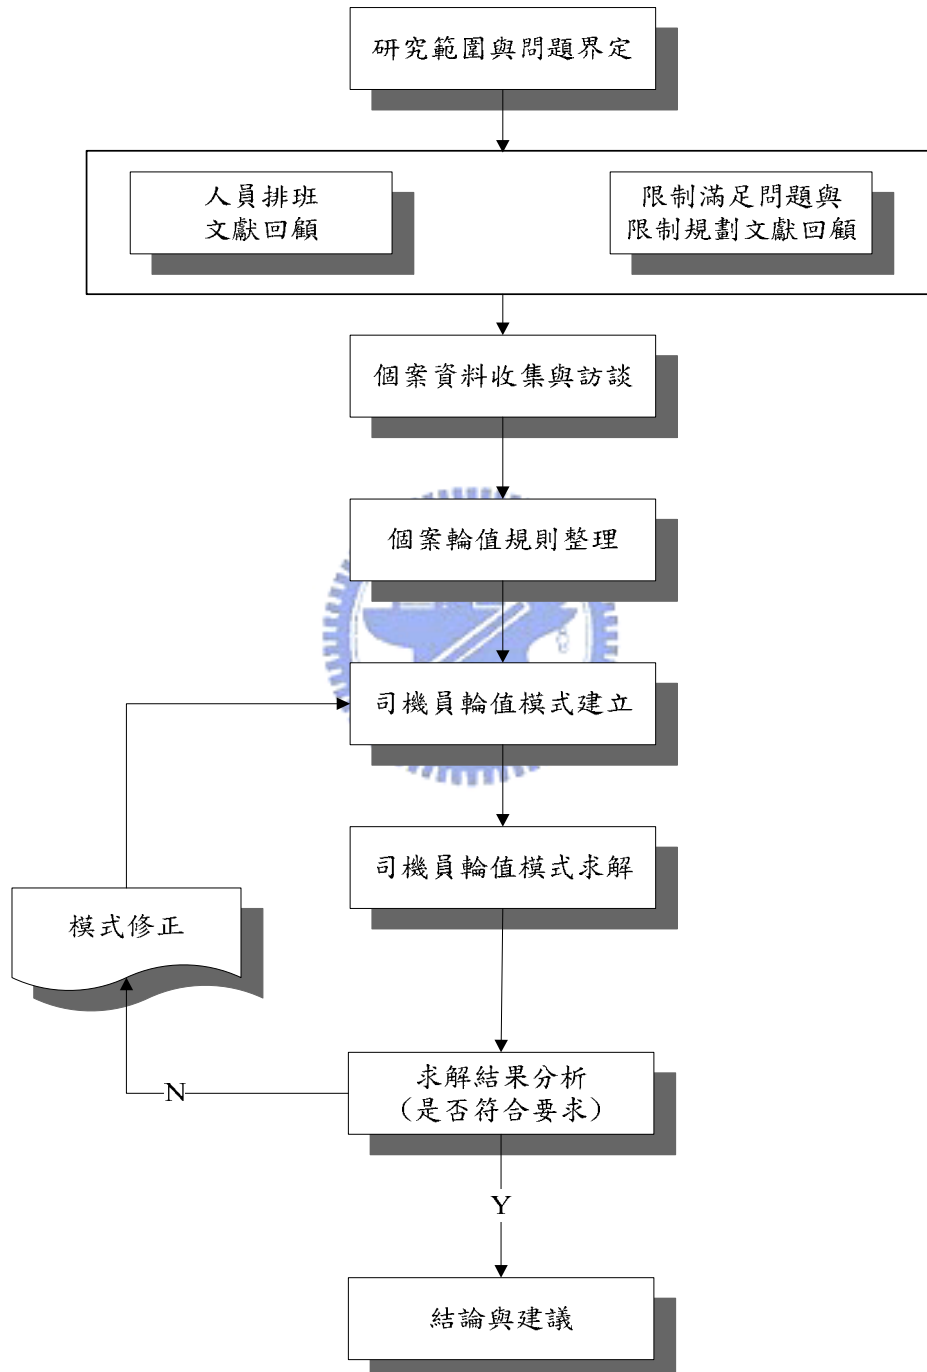 研究範圍與問題界定
人員排班
文獻回顧
限制滿足問題與
限制規劃文獻回顧
個案資料收集與訪談
個案輪值規則整理
司機員輪值模式建立
司機員輪值模式求解
模式修正
求解結果分析
（是否符合要求）
N
Y
結論與建議